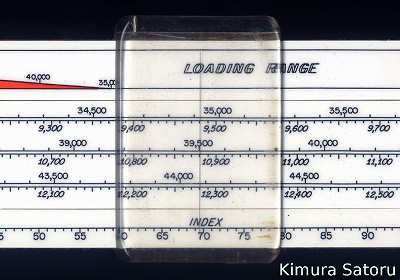 LOADING RANGE
40,000 35,0
34,500 35,000 35,500
9,300 9,400 9,500 9,600 9,700
39,000 39,500 40,000
10,700 10,800 10,900 11,000 11,100
43,500 44,000 44,500
12,100 12,200 12,300 12,400 12,500
INDEX
55 60 65 70 75 80 85 90
Kimura Satoru